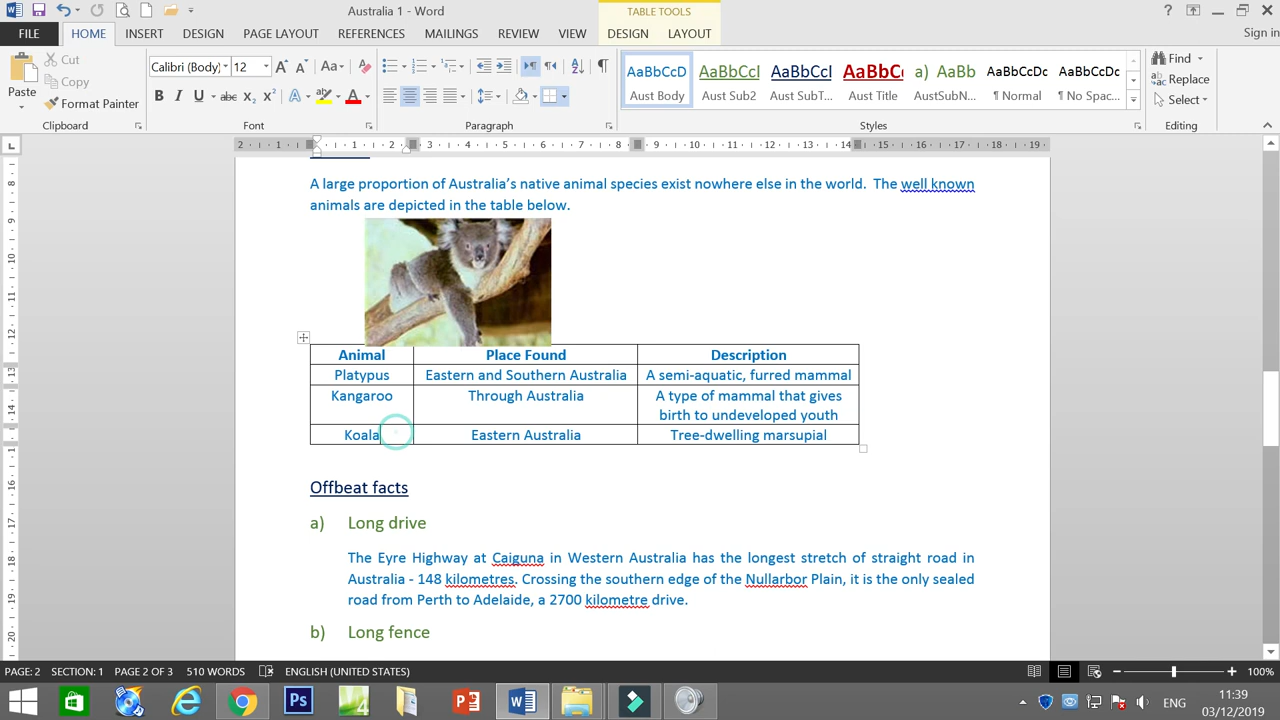 Australia 1 - Word
TABLE TOOLS
Sign in
FILE
HOME
INSERT
DESIGN
PAGE LAYOUT
REFERENCES
MAILINGS
REVIEW
VIEW
DESIGN
LAYOUT
Paste
Cut
Copy
Format Painter
Clipboard
Calibri (Body)
12
Font
Paragraph
AaBbCcD
Aust Body
AaBbCcI
Aust Sub2
AaBbCcI
Aust SubT...
AaBbC
Aust Title
a) AaBb
AustSubN...
AaBbCcDc
¶ Normal
AaBbCcDc
¶ No Spac...
Styles
Find
Replace
Select
Editing
A large proportion of Australia’s native animal species exist nowhere else in the world. The well known
animals are depicted in the table below.
Animal Place Found Description
Platypus Eastern and Southern Australia A semi-aquatic, furred mammal
Kangaroo Through Australia A type of mammal that gives
birth to undeveloped youth
Koala Eastern Australia Tree-dwelling marsupial
Offbeat facts
a) Long drive
The Eyre Highway at Caiguna in Western Australia has the longest stretch of straight road in
Australia - 148 kilometres. Crossing the southern edge of the Nullarbor Plain, it is the only sealed
road from Perth to Adelaide, a 2700 kilometre drive.
b) Long fence
PAGE: 2 SECTION: 1 PAGE 2 OF 3 510 WORDS ENGLISH (UNITED STATES) 100%
ENG
11:39
03/12/2019